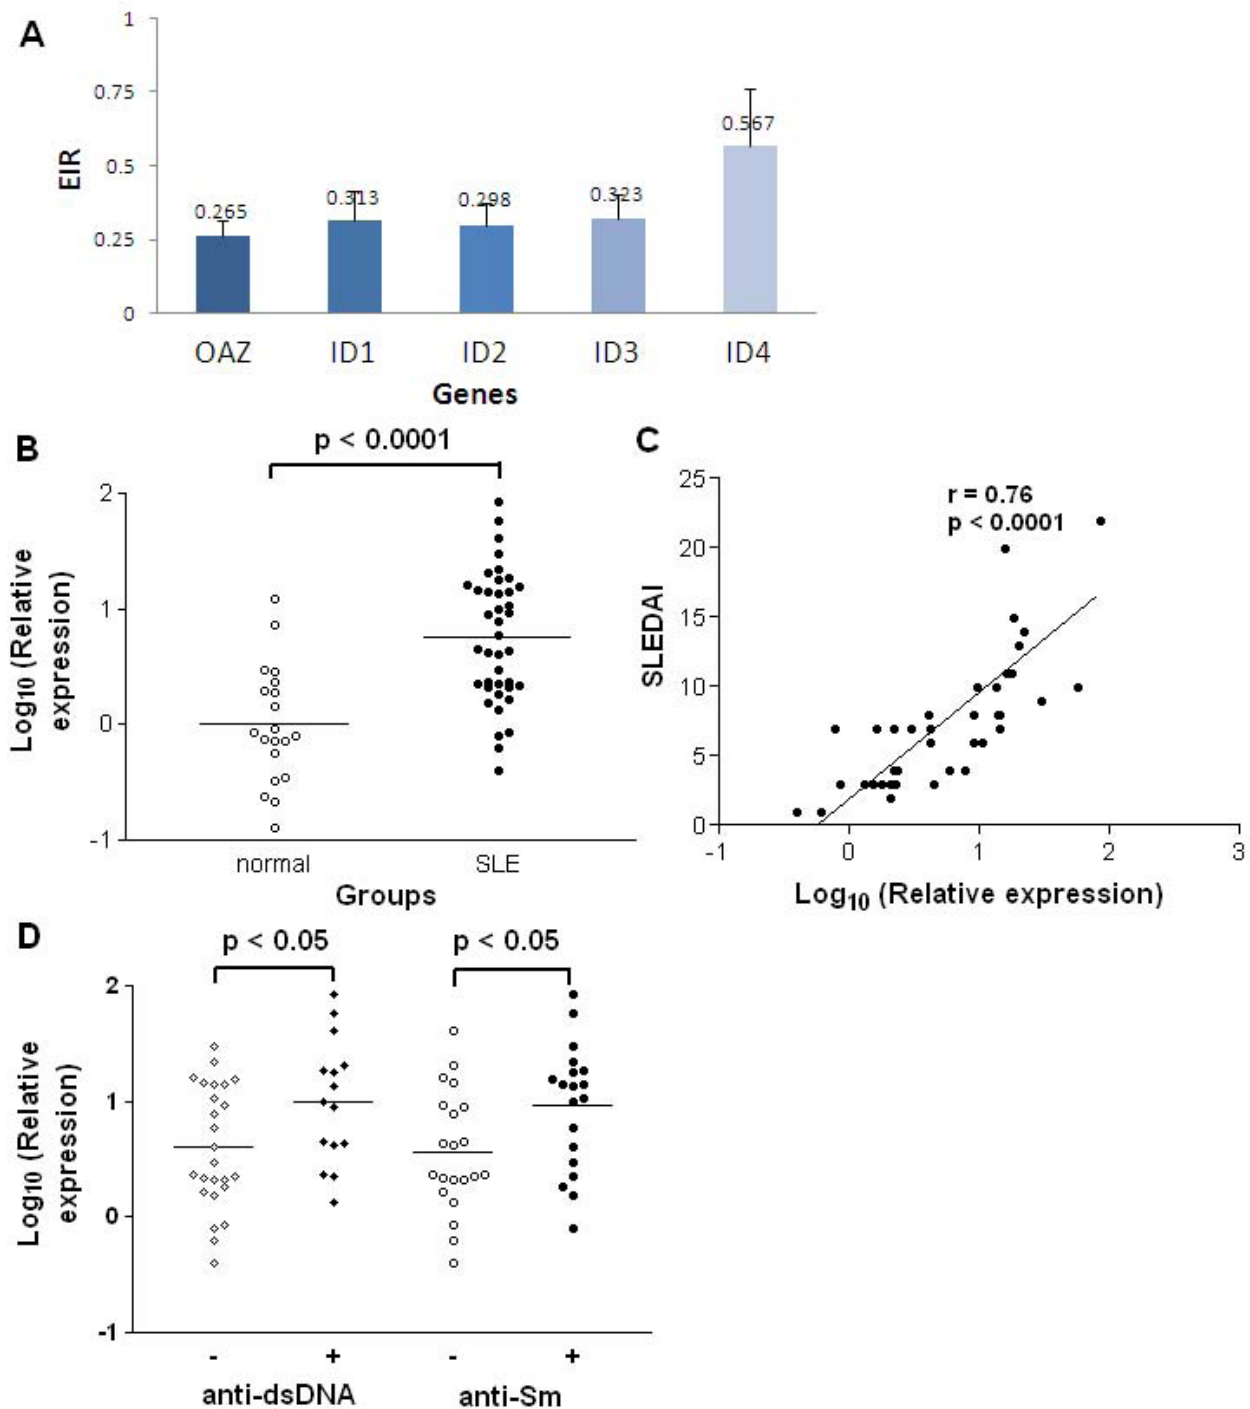 A
1
0.75
0.5
0.25
0
EIR
0.265
0.313
0.298
0.323
0.567
OAZ ID1 ID2 ID3 ID4
Genes
B
p < 0.0001
2
1
0
-1
Log10 (Relative
expression)
normal SLE
Groups
C
25
20
15
10
5
0
SLEDAI
r = 0.76
p < 0.0001
-1 0 1 2 3
Log10 (Relative expression)
D
p < 0.05 p < 0.05
2
1
0
-1
Log10 (Relative
expression)
- + - +
anti-dsDNA anti-Sm